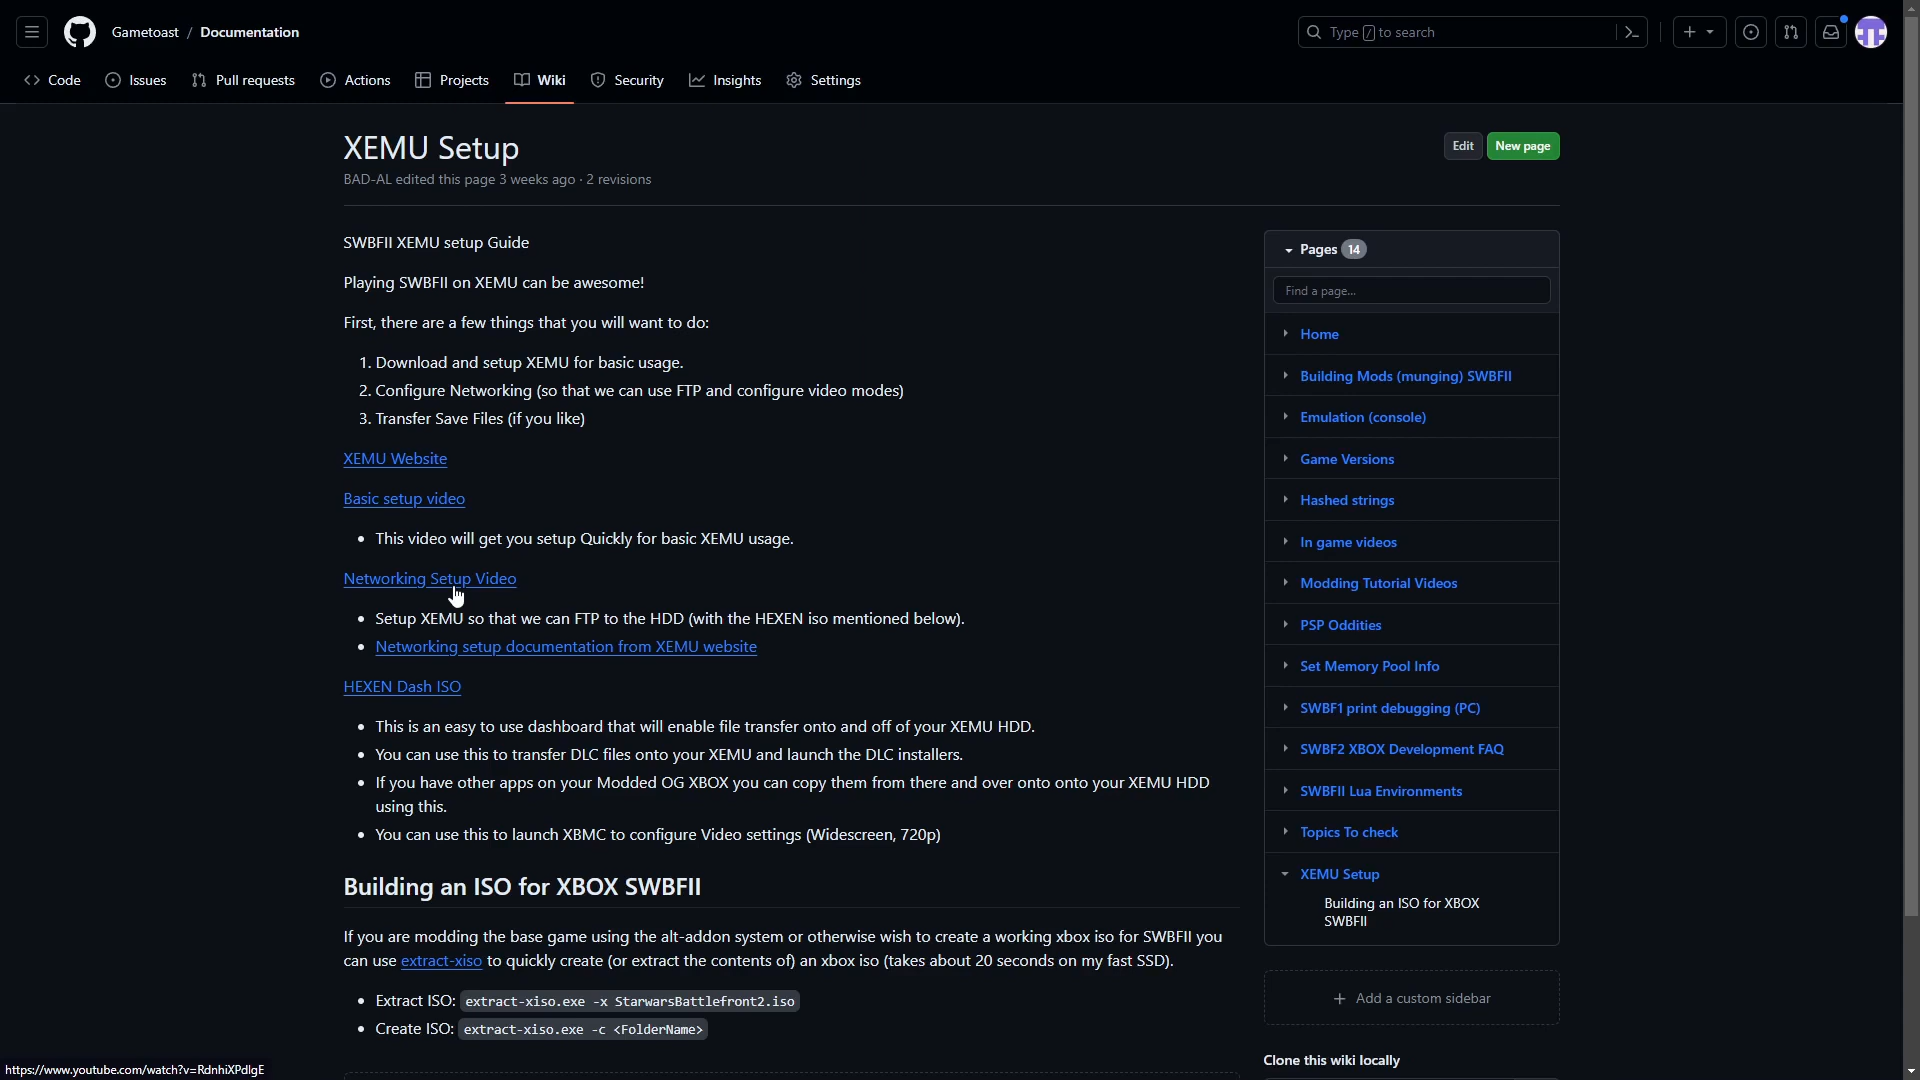 Gametoast / Documentation
Type / to search
Code
Issues
Pull requests
Actions
Projects
Wiki
Security
Insights
Settings
XEMU Setup
Edit
New page
BAD-AL edited this page 3 weeks ago · 2 revisions
SWBFII XEMU setup Guide
Playing SWBFII on XEMU can be awesome!
First, there are a few things that you will want to do:
1. Download and setup XEMU for basic usage.
2. Configure Networking (so that we can use FTP and configure video modes)
3. Transfer Save Files (if you like)
XEMU Website
Basic setup video
• This video will get you setup Quickly for basic XEMU usage.
Networking Setup Video
• Setup XEMU so that we can FTP to the HDD (with the HEXEN iso mentioned below).
• Networking setup documentation from XEMU website
HEXEN Dash ISO
• This is an easy to use dashboard that will enable file transfer onto and off of your XEMU HDD.
• You can use this to transfer DLC files onto your XEMU and launch the DLC installers.
• If you have other apps on your Modded OG XBOX you can copy them from there and over onto onto your XEMU HDD
using this.
• You can use this to launch XBMC to configure Video settings (Widescreen, 720p)
Building an ISO for XBOX SWBFII
If you are modding the base game using the alt-addon system or otherwise wish to create a working xbox iso for SWBFII you
can use extract-xiso to quickly create (or extract the contents of) an xbox iso (takes about 20 seconds on my fast SSD).
• Extract ISO: extract-xiso.exe -x StarwarsBattlefront2.iso
• Create ISO: extract-xiso.exe -c <FolderName>
Pages 14
Find a page...
Home
Building Mods (munging) SWBFII
Emulation (console)
Game Versions
Hashed strings
In game videos
Modding Tutorial Videos
PSP Oddities
Set Memory Pool Info
SWBF1 print debugging (PC)
SWBF2 XBOX Development FAQ
SWBFII Lua Environments
Topics To check
XEMU Setup
Building an ISO for XBOX
SWBFII
+ Add a custom sidebar
Clone this wiki locally
https://www.youtube.com/watch?v=RdnhiXPdlgE